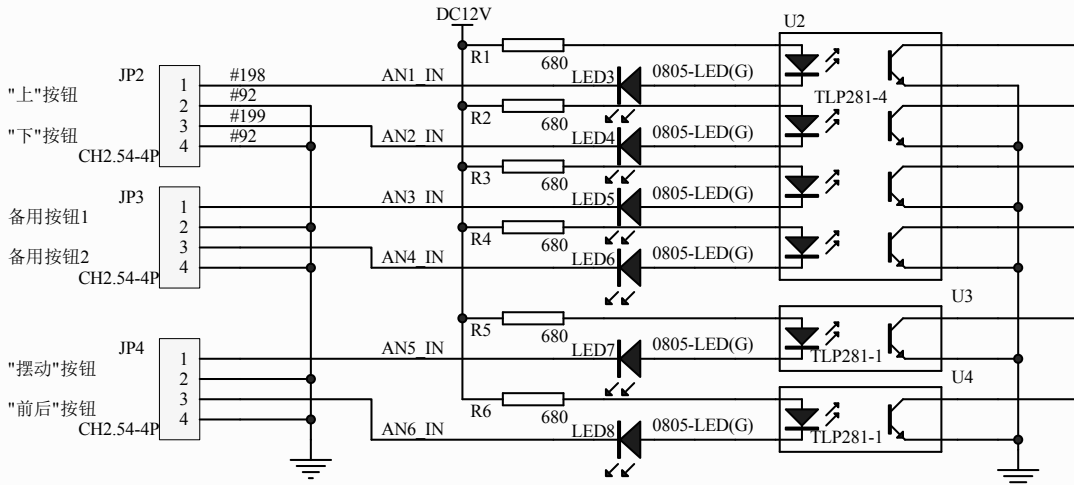 DC12V
U2
R1
680
JP2
#198
AN1_IN
LED3
0805-LED(G)
1
"上"按钮
#92
2
R2
680
TLP281-4
#199
3
"下"按钮
#92
4
AN2_IN
LED4
0805-LED(G)
CH2.54-4P
R3
680
JP3
AN3_IN
LED5
0805-LED(G)
1
备用按钮1
2
R4
680
3
备用按钮2
4
AN4_IN
LED6
0805-LED(G)
CH2.54-4P
U3
R5
680
JP4
AN5_IN
LED7
0805-LED(G)
TLP281-1
1
"摆动"按钮
2
U4
3
"前后"按钮
R6
680
4
CH2.54-4P
AN6_IN
LED8
0805-LED(G)
TLP281-1